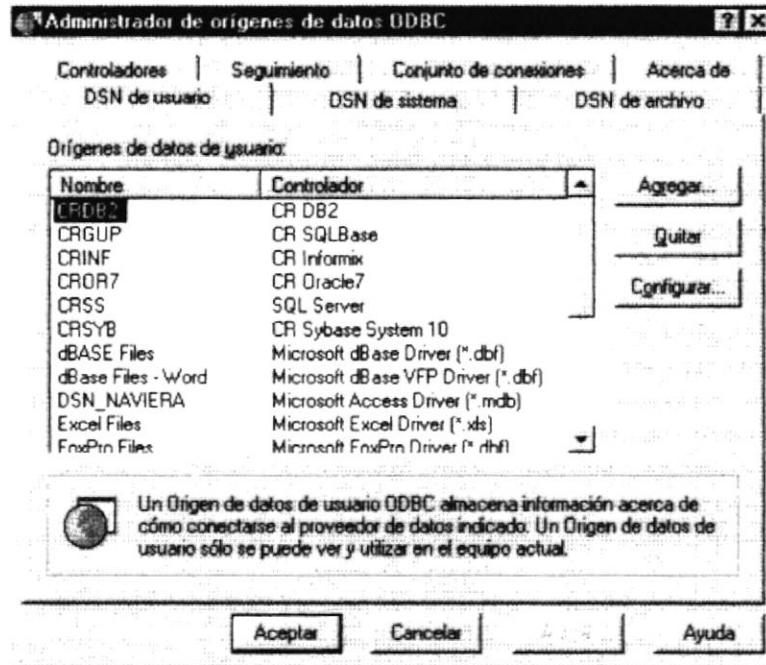 Administrador de orígenes de datos ODBC
Controladores Seguimiento Conjunto de conexiones Acerca de
DSN de usuario DSN de sistema DSN de archivo
Orígenes de datos de usuario:
Nombre Controlador
CRDB2 CR DB2
CRGUP CR SQLBase
CRINF CR Informix
CROR7 CR Oracle7
CRSS SQL Server
CRSYB CR Sybase System 10
dBASE Files Microsoft dBase Driver (*.dbf)
dBase Files - Word Microsoft dBase VFP Driver (*.dbf)
DSN_NAVIERA Microsoft Access Driver (*.mdb)
Excel Files Microsoft Excel Driver (*.xls)
FoxPro Files Microsoft FoxPro Driver (*.dbf)
Agregar...
Quitar
Configurar...
Un Origen de datos de usuario ODBC almacena información acerca de
cómo conectarse al proveedor de datos indicado. Un Origen de datos de
usuario sólo se puede ver y utilizar en el equipo actual.
Aceptar Cancelar Ayuda